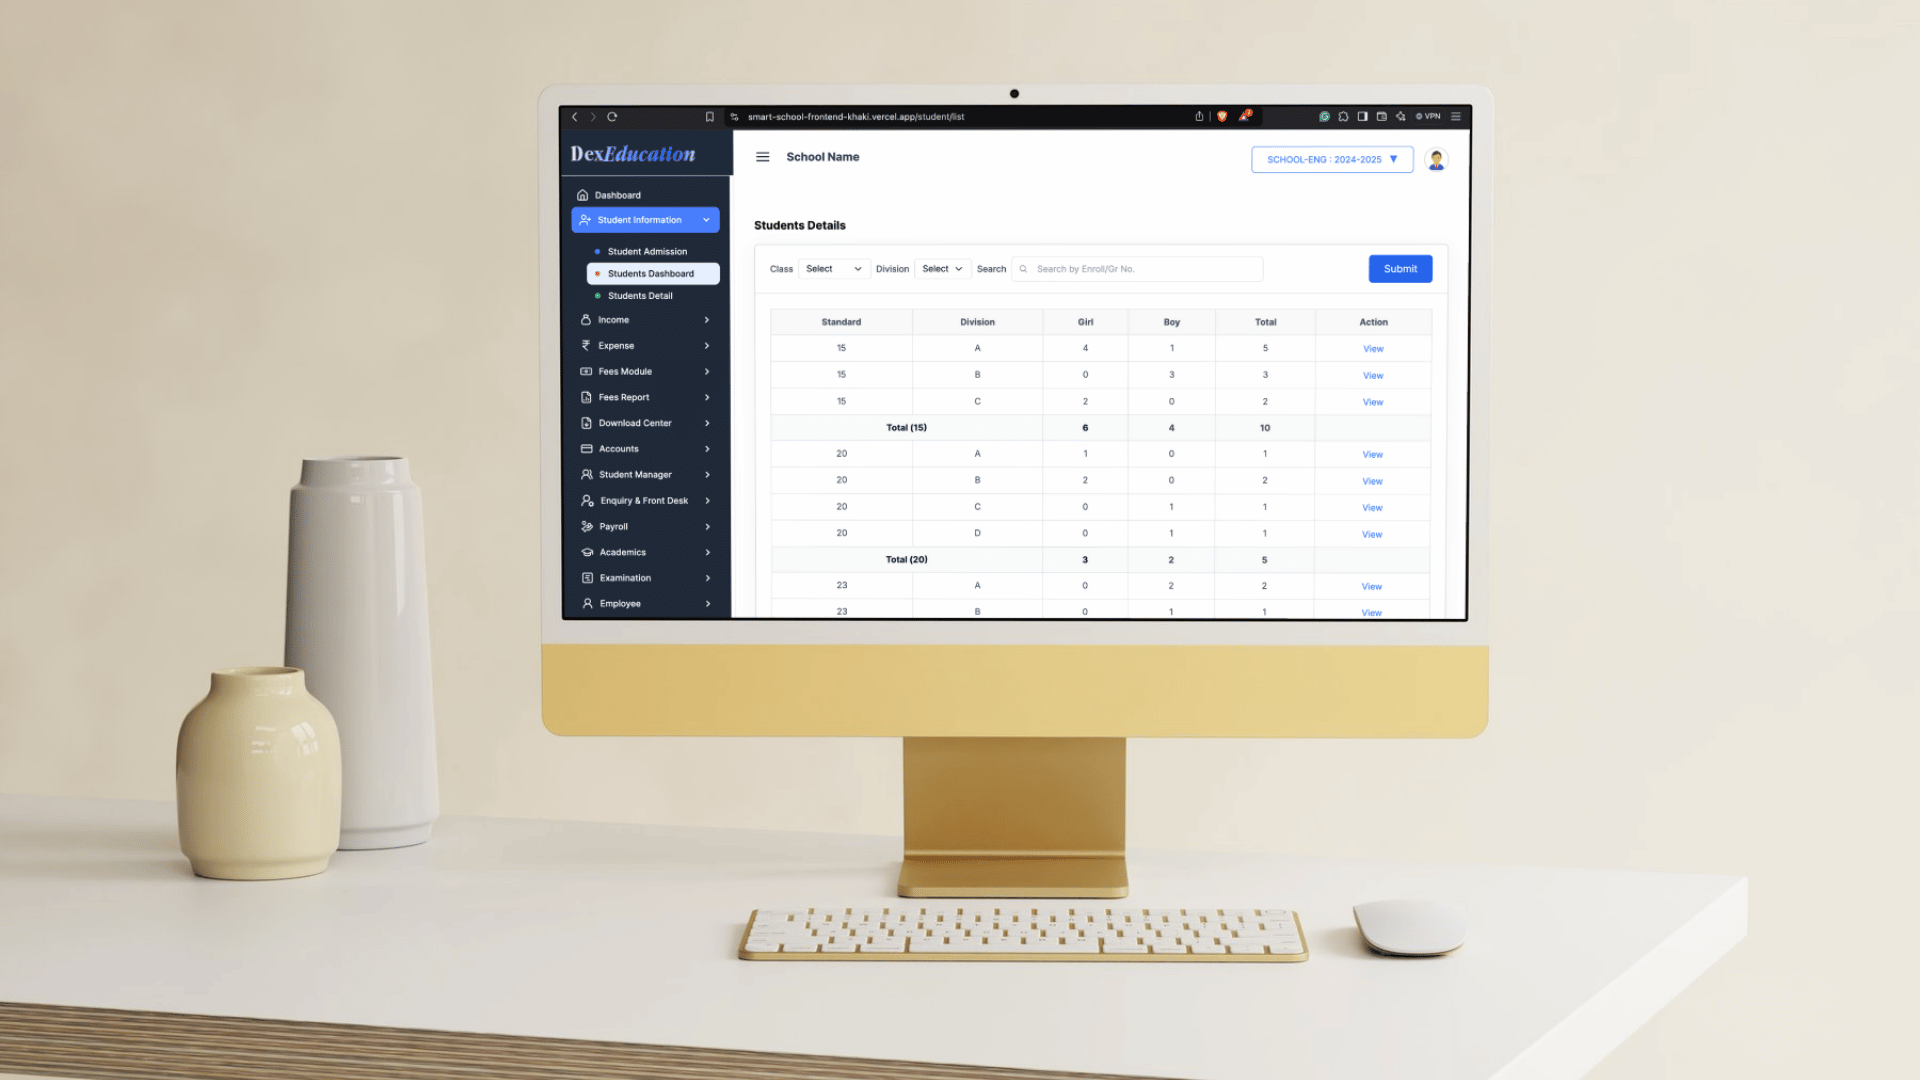 smart-school-frontend-khaki.vercel.app/student/list
VPN
DexEducation
School Name
SCHOOL-ENG : 2024-2025
Dashboard
Student Information
Student Admission
Students Dashboard
Students Detail
Income
Expense
Fees Module
Fees Report
Download Center
Accounts
Student Manager
Enquiry & Front Desk
Payroll
Academics
Examination
Employee
Students Details
Class Select Division Select Search Search by Enroll/Gr No. Submit
Standard Division Girl Boy Total Action
15 A 4 1 5 View
15 B 0 3 3 View
15 C 2 0 2 View
Total (15) 6 4 10
20 A 1 0 1 View
20 B 2 0 2 View
20 C 0 1 1 View
20 D 0 1 1 View
Total (20) 3 2 5
23 A 0 2 2 View
23 B 0 1 1 View